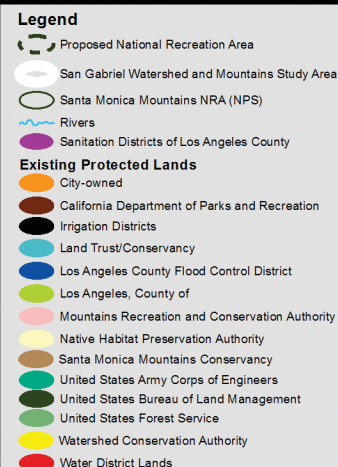 Legend
Proposed National Recreation Area
San Gabriel Watershed and Mountains Study Area
Santa Monica Mountains NRA (NPS)
Rivers
Sanitation Districts of Los Angeles County
Existing Protected Lands
City-owned
California Department of Parks and Recreation
Irrigation Districts
Land Trust/Conservancy
Los Angeles County Flood Control District
Los Angeles, County of
Mountains Recreation and Conservation Authority
Native Habitat Preservation Authority
Santa Monica Mountains Conservancy
United States Army Corps of Engineers
United States Bureau of Land Management
United States Forest Service
Watershed Conservation Authority
Water District Lands